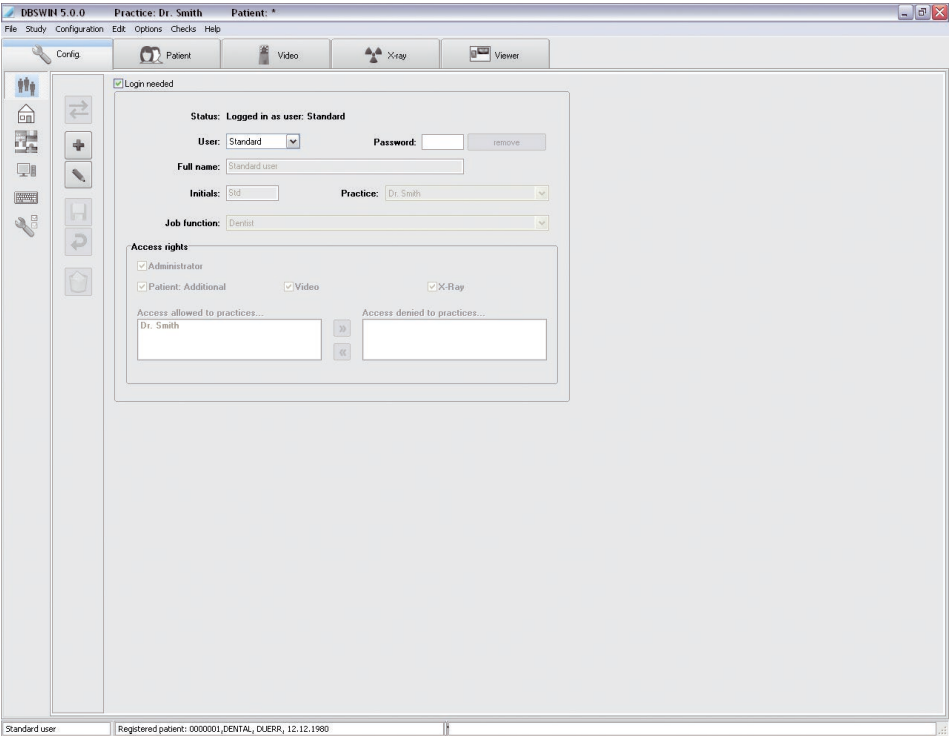 DBSWIN 5.0.0 Practice: Dr. Smith Patient: *
File Study Configuration Edit Options Checks Help
Config. Patient Video X-ray Viewer
Login needed
Status: Logged in as user: Standard
User: Standard Password: remove
Full name: Standard user
Initials: Std Practice: Dr. Smith
Job function: Dentist
Access rights
Administrator
Patient: Additional Video X-Ray
Access allowed to practices... Access denied to practices...
Dr. Smith
Standard user Registered patient: 0000001,DENTAL, DUERR, 12.12.1980